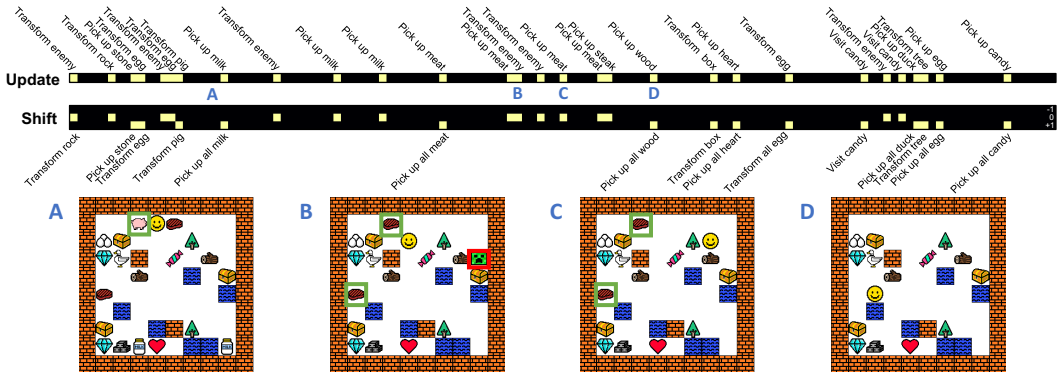 Transform enemy
Transform rock
Pick up stone
Transform egg
Transform enemy
Transform egg
Transform pig
Pick up milk
Transform enemy
Pick up milk
Pick up milk
Pick up meat
Pick up meat
Transform enemy
Transform enemy
Pick up meat
Pick up meat
Pick up steak
Pick up wood
Transform box
Pick up heart
Transform egg
Visit candy
Transform enemy
Visit candy
Pick up duck
Transform tree
Pick up egg
Pick up candy
Update
A
B
C
D
Shift
-1
0
+1
Transform rock
Pick up stone
Transform egg
Transform pig
Pick up all milk
Pick up all meat
Pick up all wood
Transform box
Pick up all heart
Transform all egg
Visit candy
Pick up all duck
Transform tree
Pick up all egg
Pick up all candy
A
B
C
D